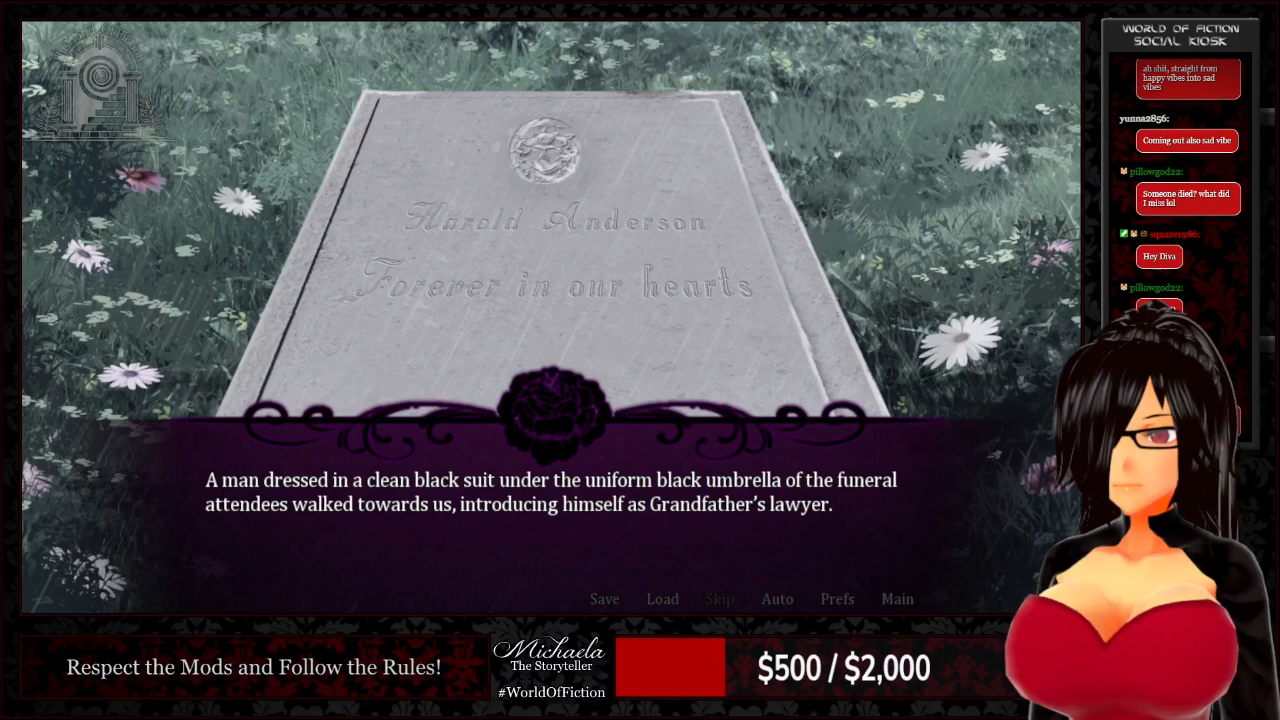 WORLD OF FICTION
SOCIAL KIOSK
ah shit, straight from
happy vibes into sad
vibes
yunna2856:
Coming out also sad vibe
pillowgod22:
Someone died? what did
I miss lol
square1986:
Hey Diva
pillowgod22:
Harold Anderson
Forever in our hearts
A man dressed in a clean black suit under the uniform black umbrella of the funeral
attendees walked towards us, introducing himself as Grandfather's lawyer.
Save Load Skip Auto Prefs Main
Respect the Mods and Follow the Rules!
Michaela
The Storyteller
#WorldOfFiction
$500 / $2,000